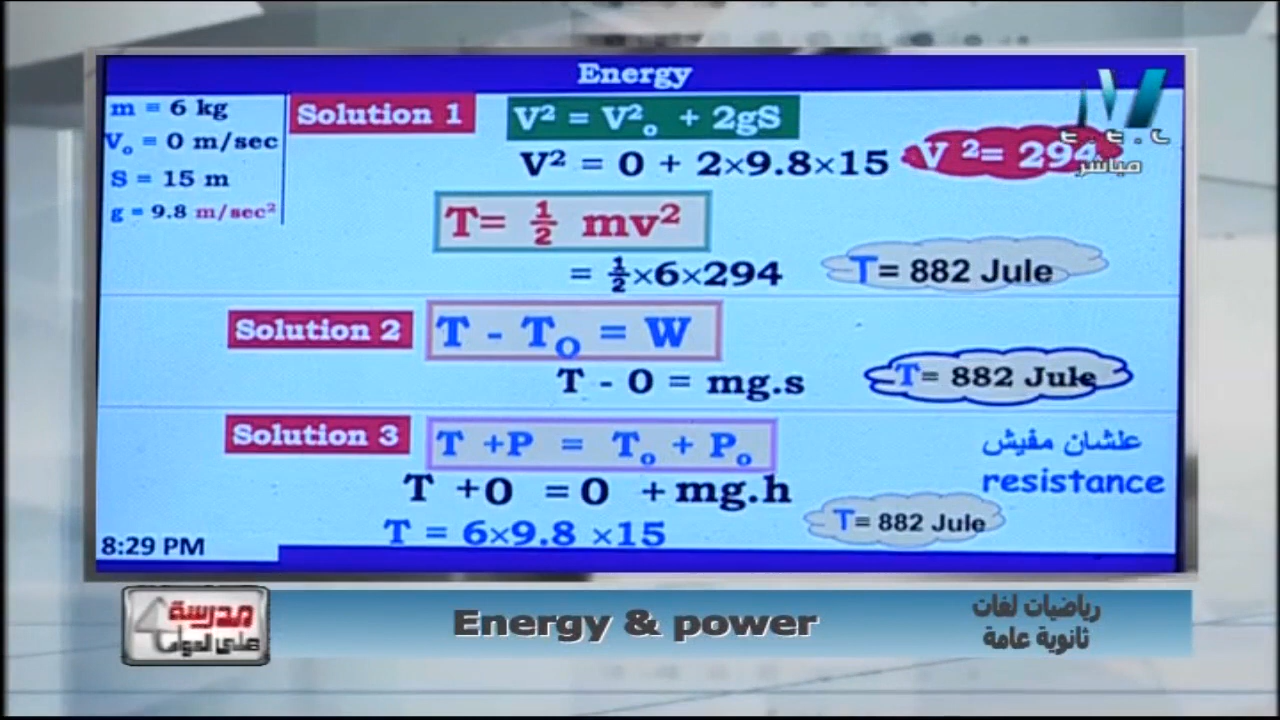 Energy
m = 6 kg
Vo = 0 m/sec
S = 15 m
g = 9.8 m/sec²
Solution 1
V² = V²o + 2gS
V² = 0 + 2×9.8×15
V ²= 294
مباشر
T= ½ mv²
= ½×6×294
T= 882 Jule
Solution 2
T - TO = W
T - 0 = mg.s
T= 882 Jule
Solution 3
T +P = To + Po
علشان مفيش
resistance
T +0 =0 +mg.h
T = 6×9.8 ×15
T= 882 Jule
8:29 PM
مدرسة
على الهواء
Energy & power
رياضيات لغات
ثانوية عامة